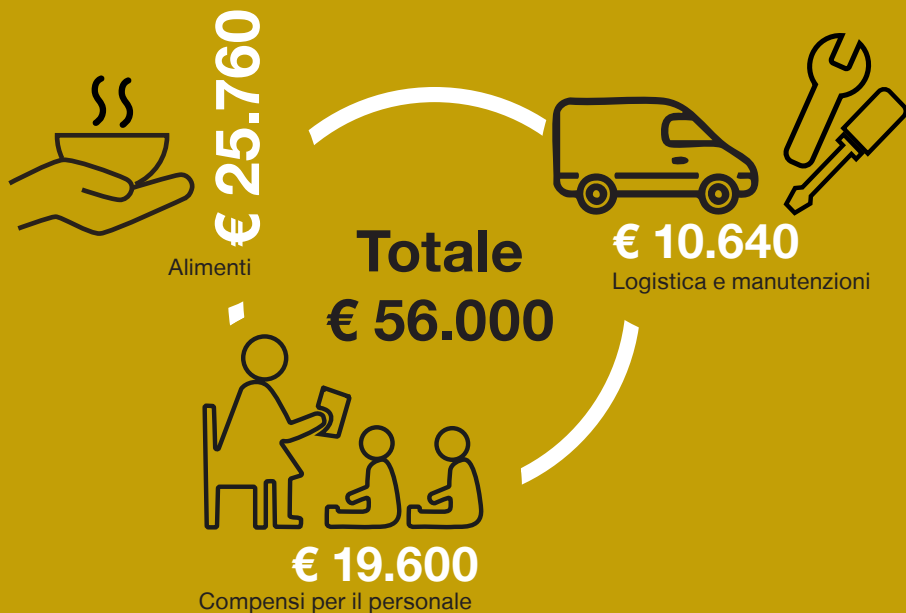 € 25.760
Alimenti
Totale
€ 56.000
€ 10.640
Logistica e manutenzioni
€ 19.600
Compensi per il personale